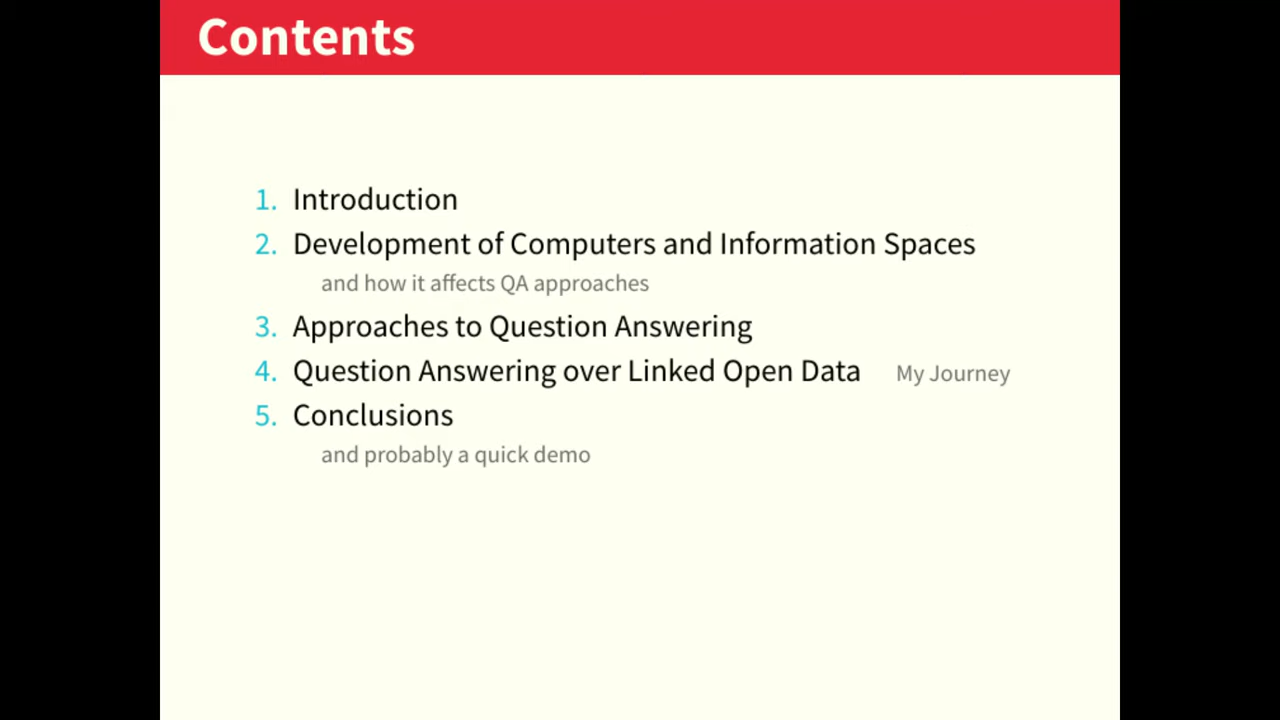 Contents
1. Introduction
2. Development of Computers and Information Spaces
and how it affects QA approaches
3. Approaches to Question Answering
4. Question Answering over Linked Open Data My Journey
5. Conclusions
and probably a quick demo